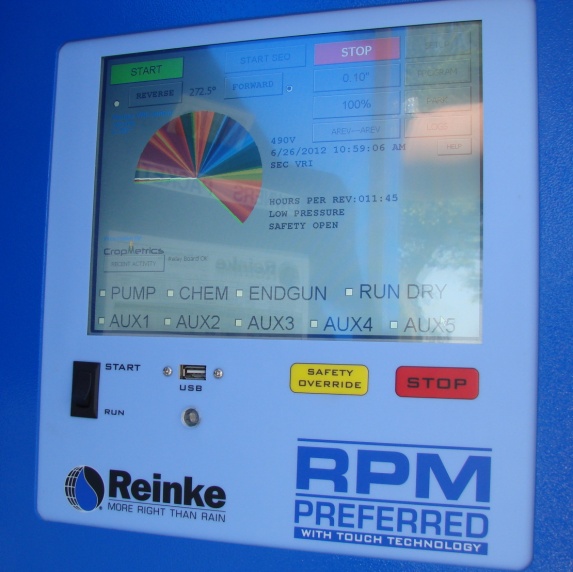 START
START SEQ
STOP
REVERSE
272.5°
FORWARD
0.10"
100%
490V
6/26/2012 10:59:06 AM
SEC VRI
HELP
HOURS PER REV:011:45
LOW PRESSURE
SAFETY OPEN
CropMetrics
PUMP CHEM ENDGUN RUN DRY
AUX1 AUX2 AUX3 AUX4 AUX5
START
RUN
USB
SAFETY
OVERRIDE
STOP
Reinke
MORE RIGHT THAN RAIN
RPM
PREFERRED
WITH TOUCH TECHNOLOGY